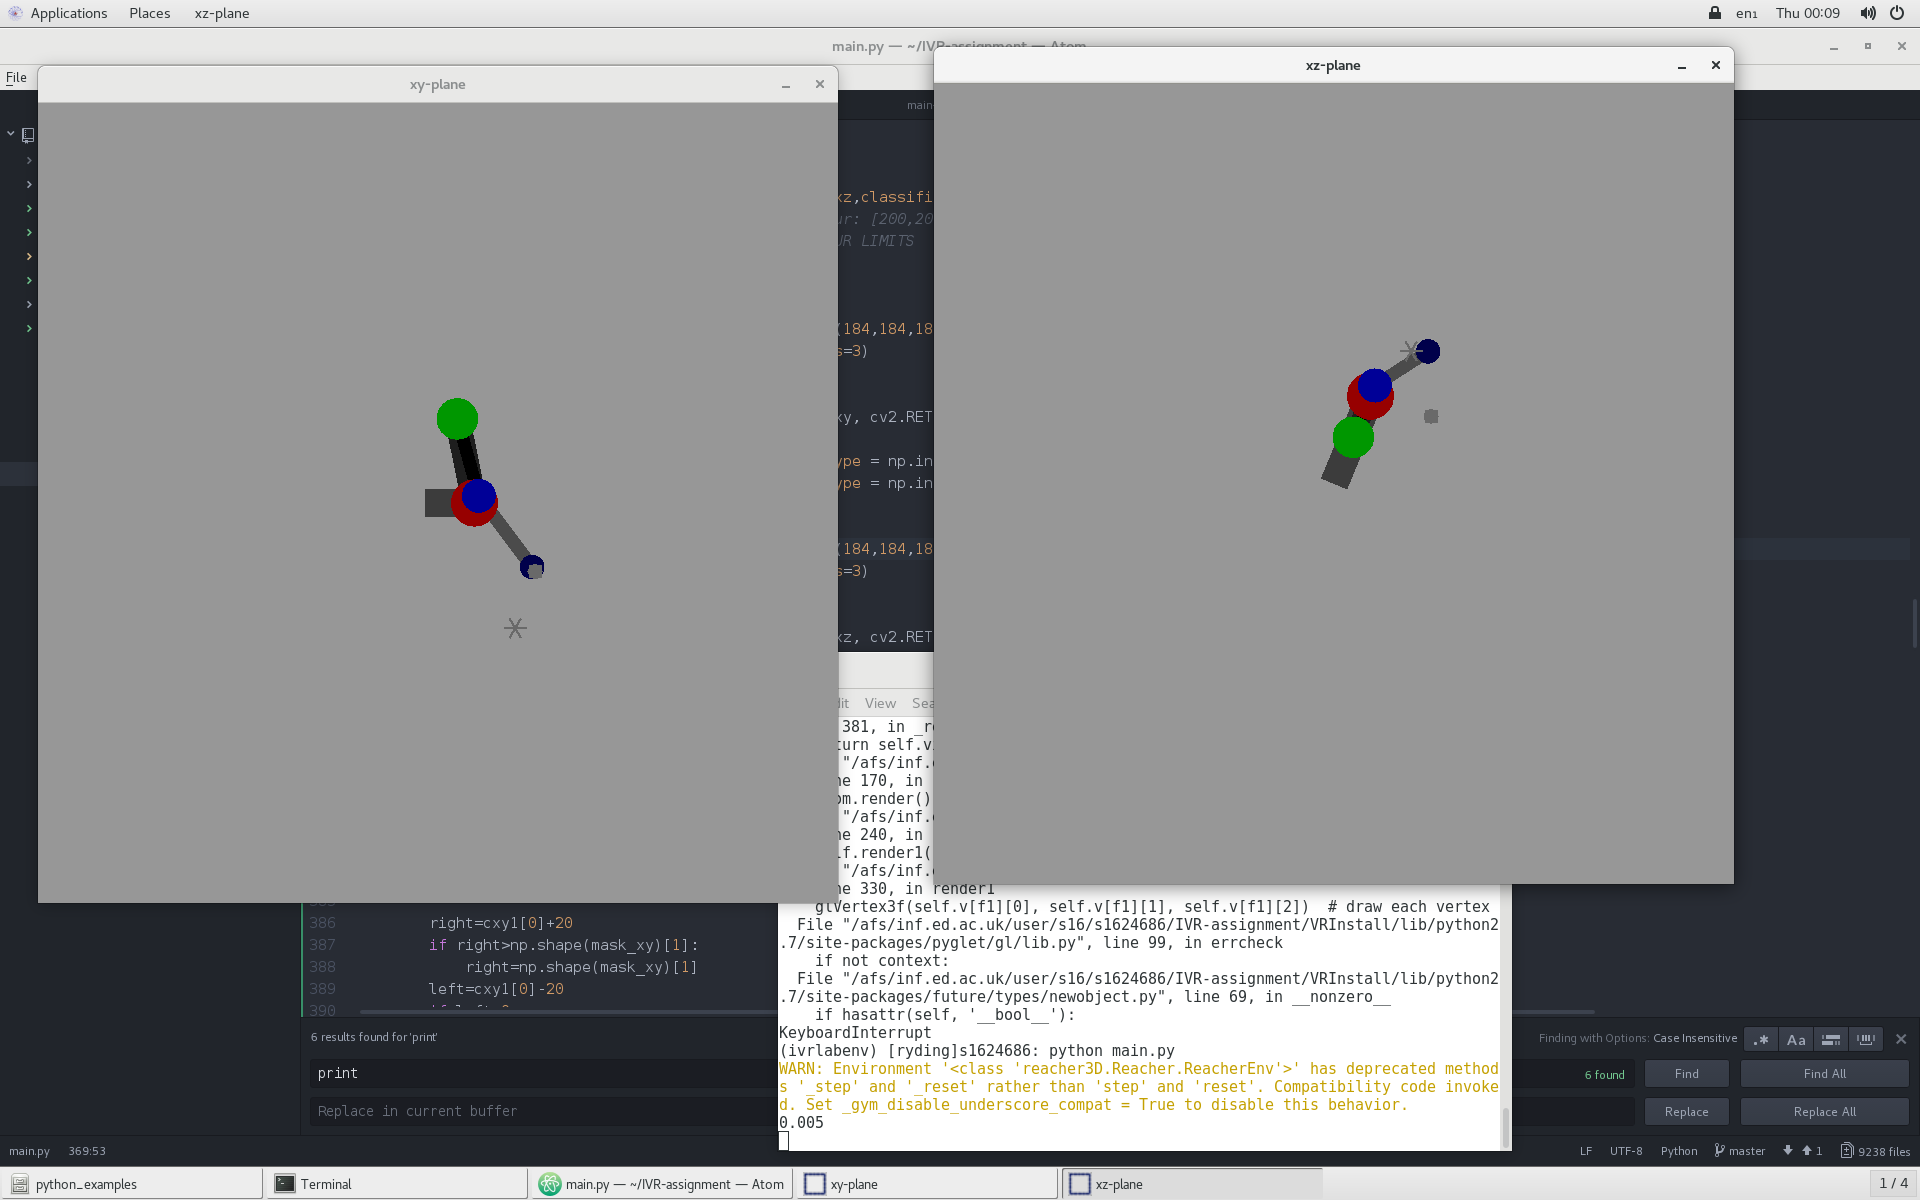 Applications Places xz-plane
en₁ Thu 00:09
main.py — ~/IVR-assignment — Atom
File
xy-plane
xz-plane
main
xz,classifi
ur: [200,20
UR LIMITS
(184,184,18
s=3)
xy, cv2.RET
ype = np.in
ype = np.in
(184,184,18
s=3)
xz, cv2.RET
dit View Sea
381, in _re
turn self.v
"/afs/inf.e
ne 170, in
om.render()
"/afs/inf.e
ne 240, in
lf.render1(
"/afs/inf.e
ne 330, in render1
glVertex3f(self.v[f1][0], self.v[f1][1], self.v[f1][2])  # draw each vertex
File "/afs/inf.ed.ac.uk/user/s16/s1624686/IVR-assignment/VRInstall/lib/python2
.7/site-packages/pyglet/gl/lib.py", line 99, in errcheck
if not context:
File "/afs/inf.ed.ac.uk/user/s16/s1624686/IVR-assignment/VRInstall/lib/python2
.7/site-packages/future/types/newobject.py", line 69, in __nonzero__
if hasattr(self, '__bool__'):
KeyboardInterrupt
(ivrlabenv) [ryding]s1624686: python main.py
WARN: Environment '<class 'reacher3D.Reacher.ReacherEnv'>' has deprecated method
s '_step' and '_reset' rather than 'step' and 'reset'. Compatibility code invoke
d. Set _gym_disable_underscore_compat = True to disable this behavior.
0.005
386 right=cxy1[0]+20
387 if right>np.shape(mask_xy)[1]:
388 right=np.shape(mask_xy)[1]
389 left=cxy1[0]-20
390
6 results found for 'print'
Finding with Options: Case Insensitive
.* Aa
print
6 found Find Find All
Replace in current buffer
Replace Replace All
main.py 369:53
LF UTF-8 Python master 1 9238 files
python_examples Terminal main.py — ~/IVR-assignment — Atom xy-plane xz-plane 1 / 4